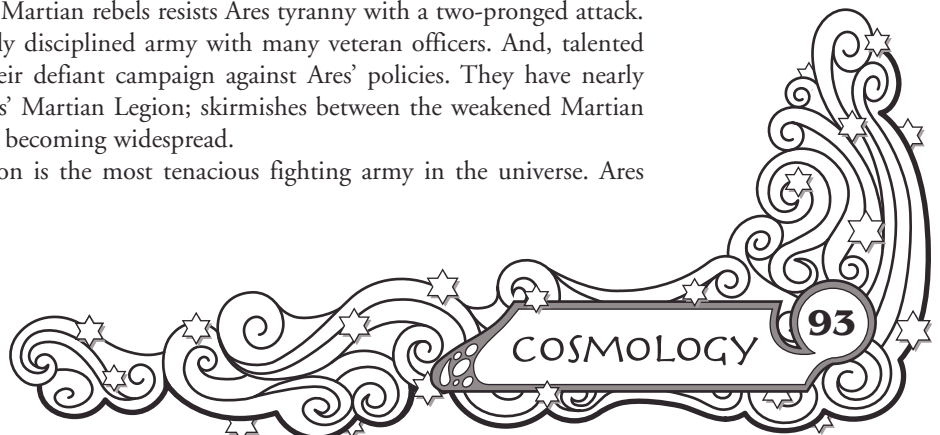 Martian rebels resists Ares tyranny with a two-pronged attack.
ly disciplined army with many veteran officers. And, talented
eir defiant campaign against Ares’ policies. They have nearly
s’ Martian Legion; skirmishes between the weakened Martian
becoming widespread.
on is the most tenacious fighting army in the universe. Ares
COSMOLOGY
93